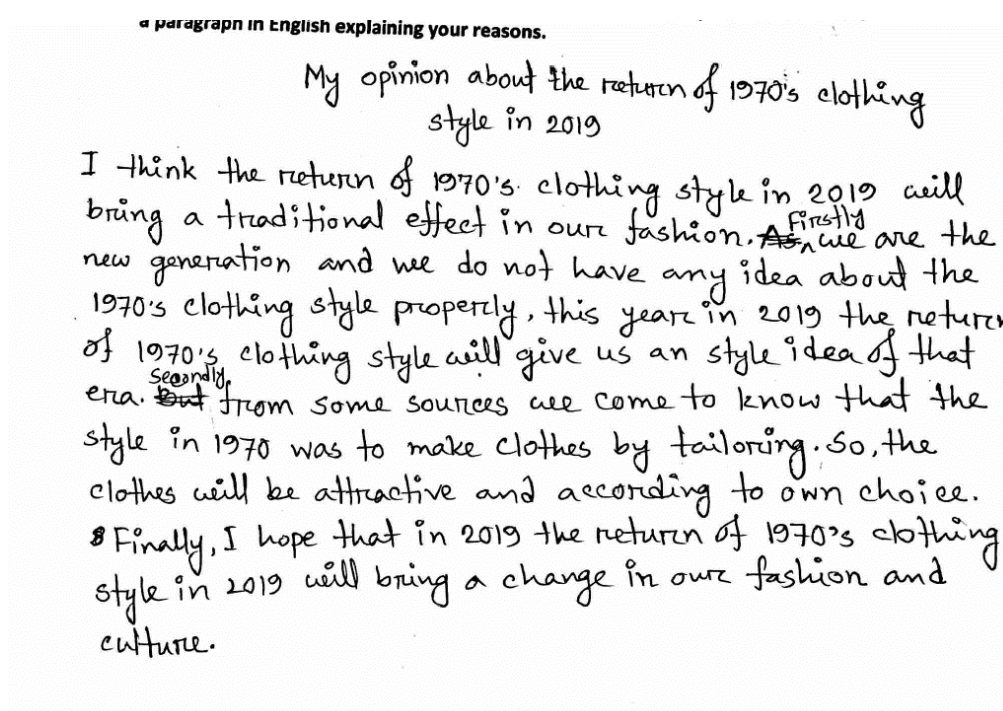 a paragraph in English explaining your reasons.
My opinion about the return of 1970's clothing
style in 2019
I think the return of 1970's clothing style in 2019 will
bring a traditional effect in our fashion. As Firstly, we are the
new generation and we do not have any idea about the
1970's clothing style properly, this year in 2019 the return
of 1970's clothing style will give us an style idea of that
era. But Secondly, from some sources we come to know that the
style in 1970 was to make clothes by tailoring. So, the
clothes will be attractive and according to own choice.
Finally, I hope that in 2019 the return of 1970's clothing
style in 2019 will bring a change in our fashion and
culture.